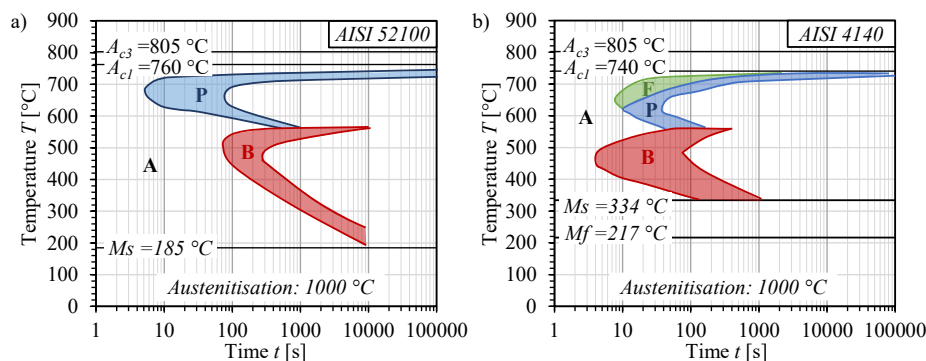 a)
900
800
700
600
500
400
300
200
100
0
Temperature T [°C]
AISI 52100
Ac3 =805 °C
Ac1 =760 °C
P
B
A
Ms =185 °C
Austenitisation: 1000 °C
1 10 100 1000 10000 100000
Time t [s]
b)
900
800
700
600
500
400
300
200
100
0
Temperature T [°C]
AISI 4140
Ac3 =805 °C
Ac1 =740 °C
F
P
A
B
Ms =334 °C
Mf =217 °C
Austenitisation: 1000 °C
1 10 100 1000 10000 100000
Time t [s]